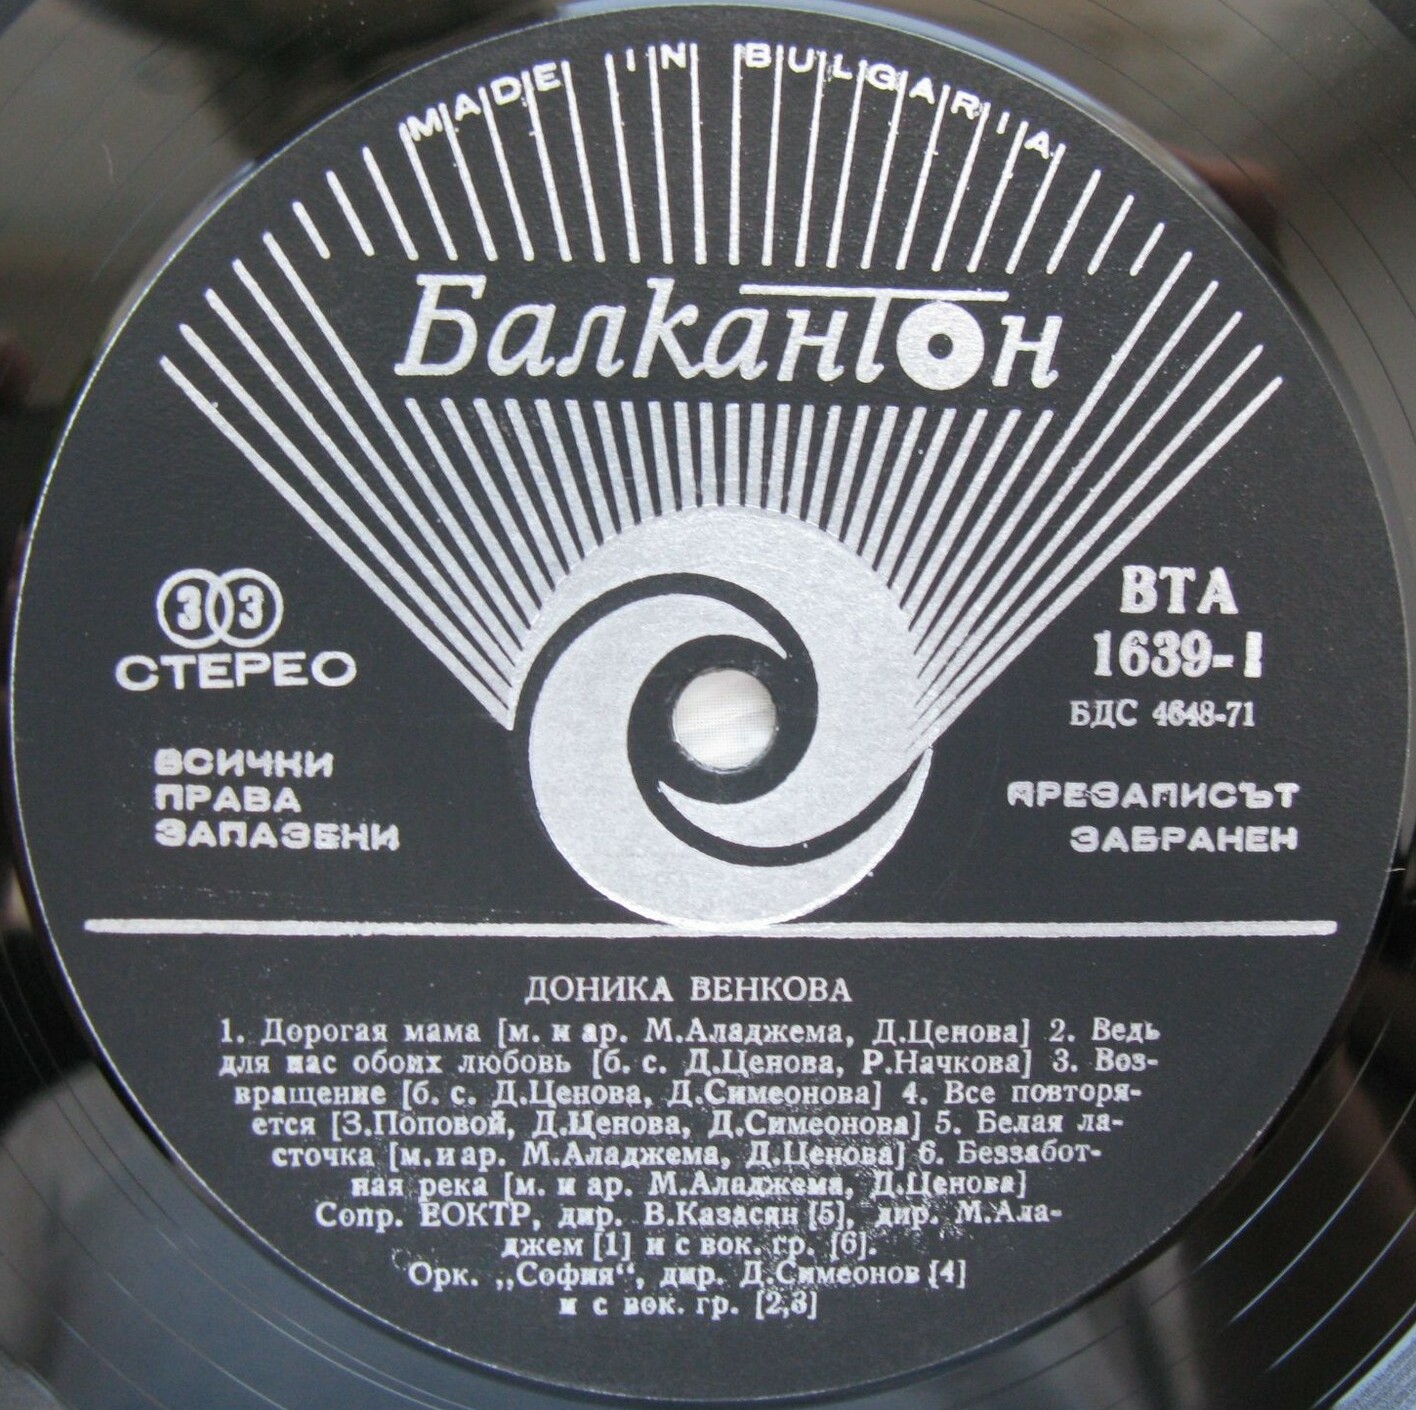 MADE IN BULGARIA
Балкантон
33
СТЕРЕО
ВСИЧКИ
ПРАВА
ЗАПАЗЕНИ
ВТА
1639-I
БДС 4648-71
ПРЕЗАПИСЪТ
ЗАБРАНЕН
ДОНИКА ВЕНКОВА
1. Дорогая мама [м. и ар. М.Аладжема, Д.Ценова] 2. Ведь
для нас обоих любовь [б. с. Д.Ценова, Р.Начкова] 3. Воз-
вращение [б. с. Д.Ценова, Д.Симеонова] 4. Все повторя-
ется [З.Поповой, Д.Ценова, Д.Симеонова] 5. Белая ла-
сточка [м. и ар. М.Аладжема, Д.Ценова] 6. Беззабот-
ная река [м. и ар. М.Аладжема, Д.Ценова]
Сопр. ЕОКТР, дир. В.Казасян [5], дир. М.Ала-
джем [1] и с вок. гр. [6].
Орк. „София“, дир. Д.Симеонов [4]
и с вок. гр. [2,3]